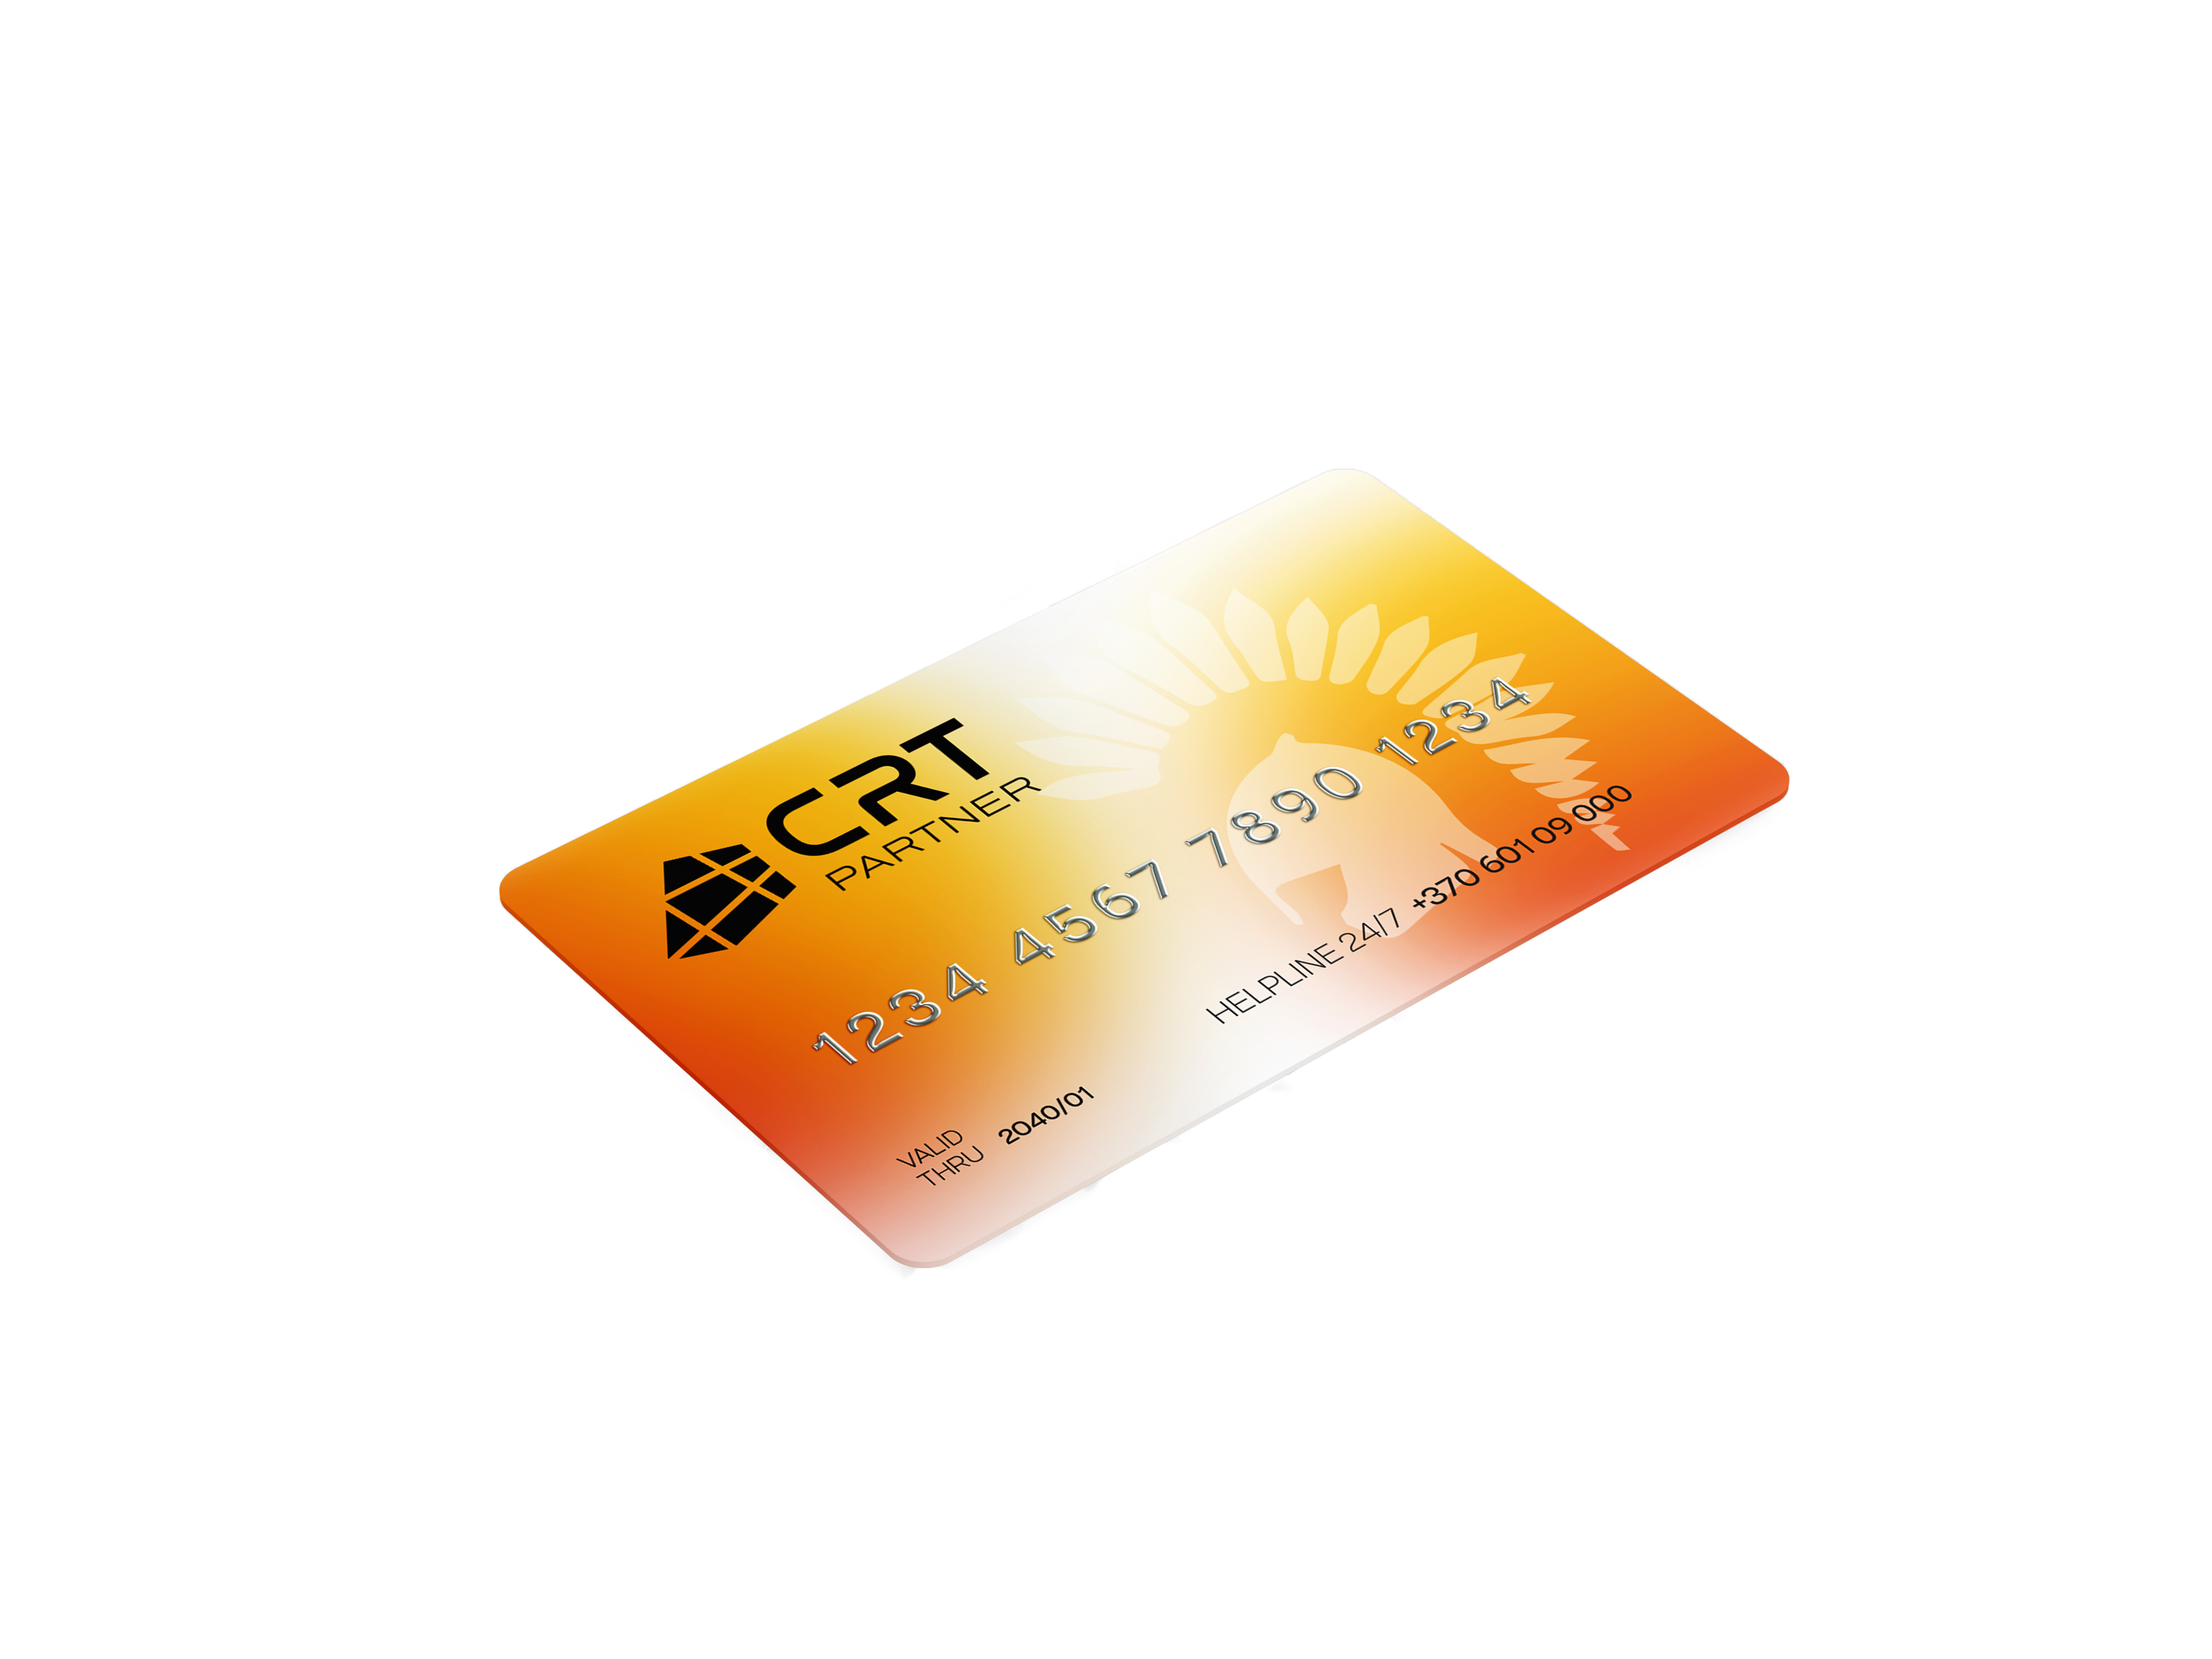 CRT
PARTNER
1234 4567 7890 1234
HELPLINE 24/7 +370 601 09 000
VALID
THRU 2040/01